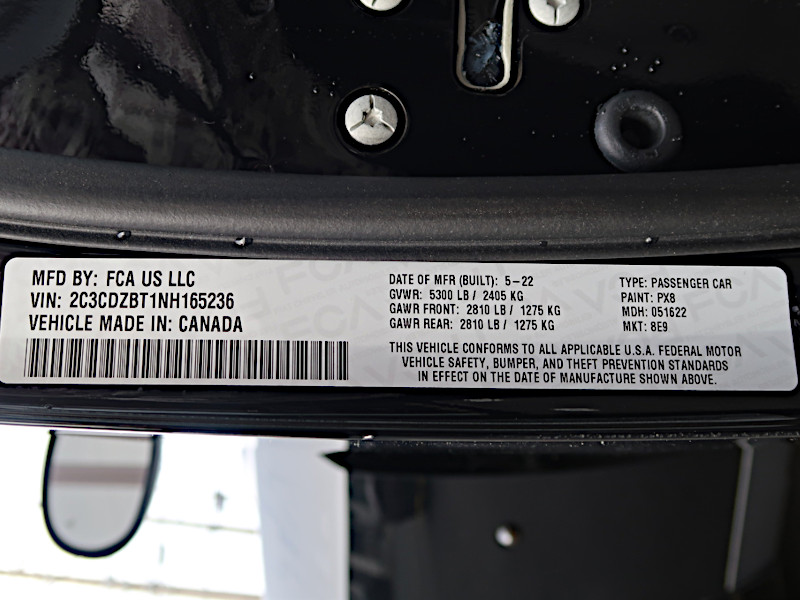 MFD BY: FCA US LLC
VIN: 2C3CDZBT1NH165236
VEHICLE MADE IN: CANADA
DATE OF MFR (BUILT): 5-22
GVWR: 5300 LB / 2405 KG
GAWR FRONT: 2810 LB / 1275 KG
GAWR REAR: 2810 LB / 1275 KG
TYPE: PASSENGER CAR
PAINT: PX8
MDH: 051622
MKT: 8E9
THIS VEHICLE CONFORMS TO ALL APPLICABLE U.S.A. FEDERAL MOTOR
VEHICLE SAFETY, BUMPER, AND THEFT PREVENTION STANDARDS
IN EFFECT ON THE DATE OF MANUFACTURE SHOWN ABOVE.